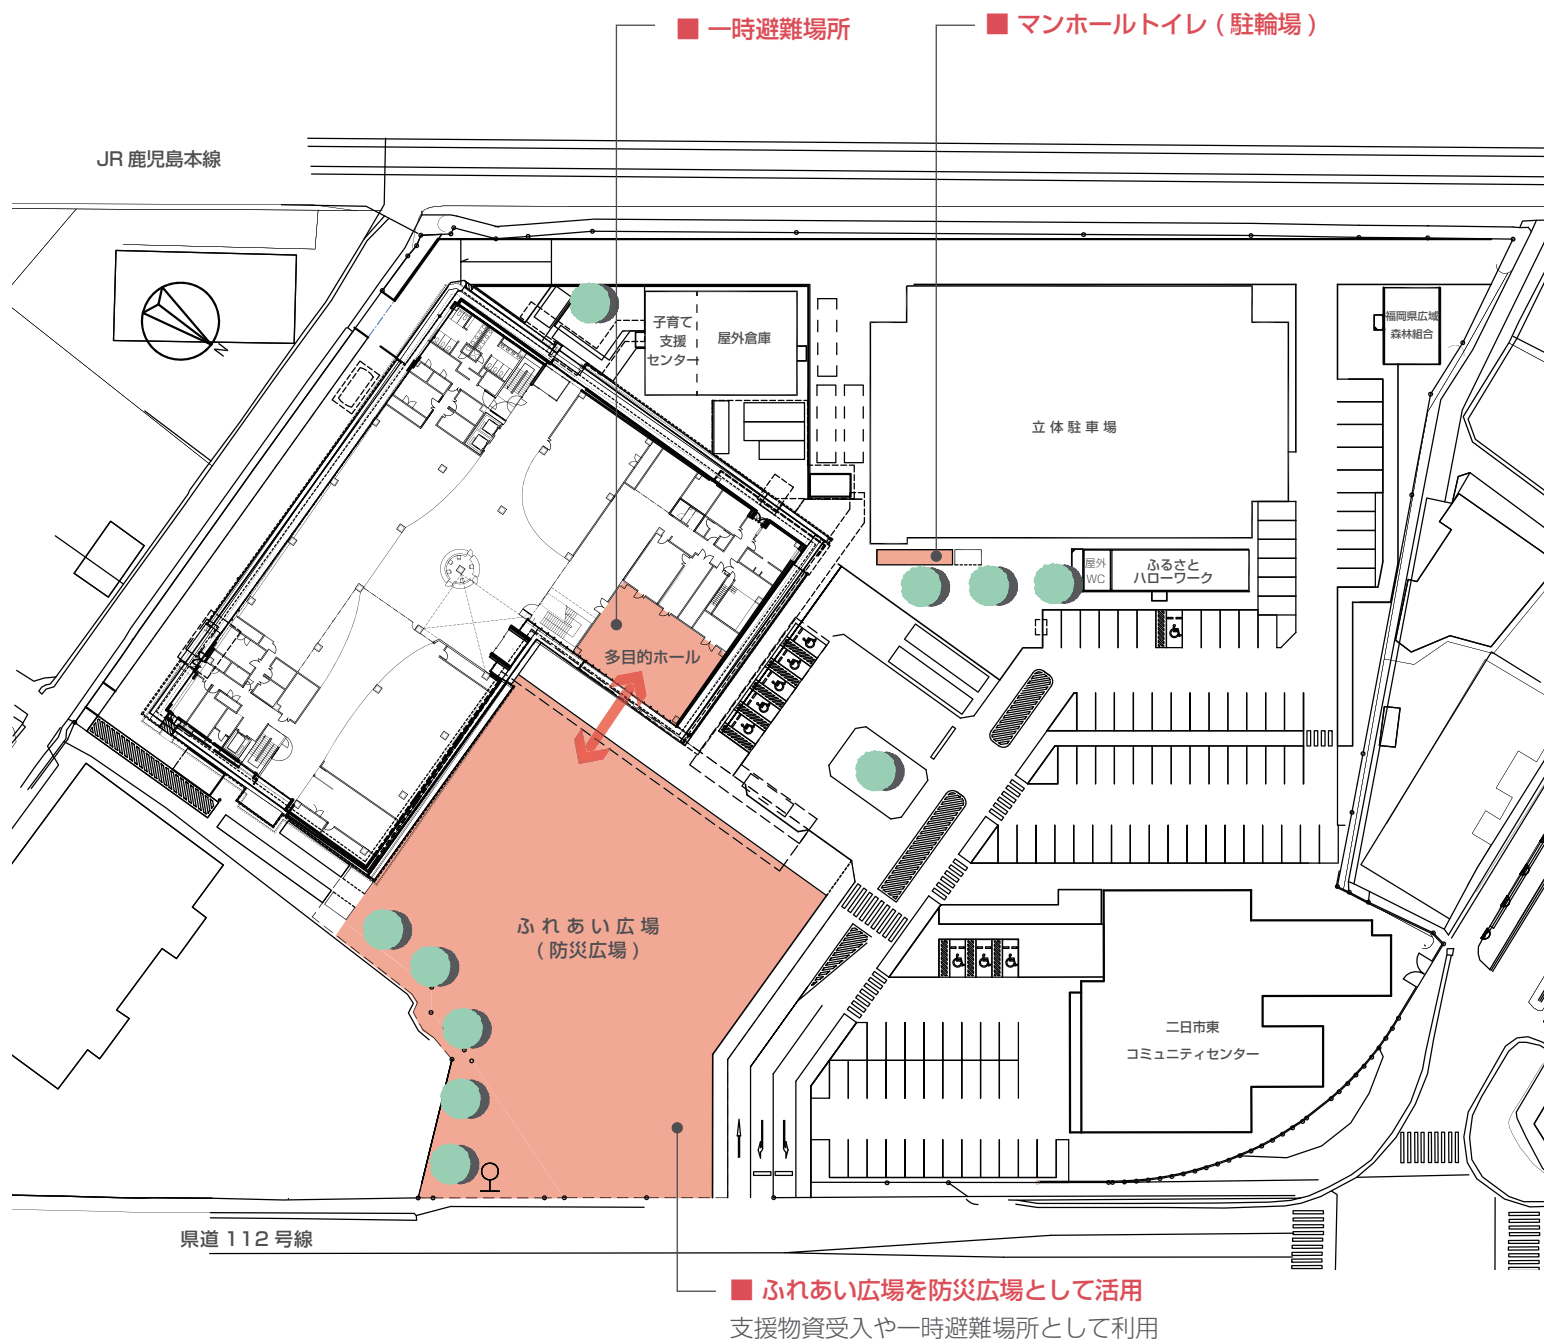 ■ 一時避難場所
■ マンホールトイレ ( 駐輪場 )
JR 鹿児島本線
N
子育て
支援
センター
屋外倉庫
福岡県広域
森林組合
立 体 駐 車 場
屋外
WC
ふるさと
ハローワーク
多目的ホール
ふ れ あ い 広 場
( 防災広場 )
二日市東
コミュニティセンター
県道 112 号線
■ ふれあい広場を防災広場として活用
支援物資受入や一時避難場所として利用